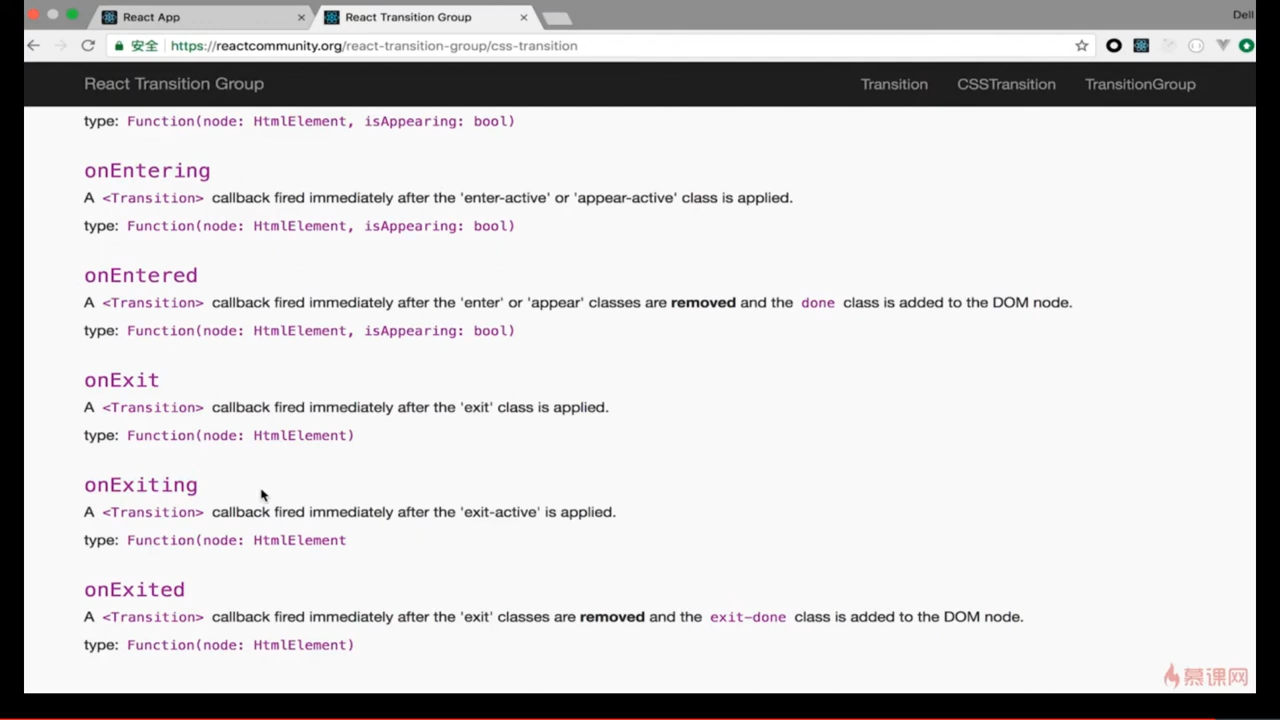 React App
React Transition Group
Dell
安全
https://reactcommunity.org/react-transition-group/css-transition
React Transition Group
Transition
CSSTransition
TransitionGroup
type: Function(node: HtmlElement, isAppearing: bool)
onEntering
A <Transition> callback fired immediately after the 'enter-active' or 'appear-active' class is applied.
type: Function(node: HtmlElement, isAppearing: bool)
onEntered
A <Transition> callback fired immediately after the 'enter' or 'appear' classes are removed and the done class is added to the DOM node.
type: Function(node: HtmlElement, isAppearing: bool)
onExit
A <Transition> callback fired immediately after the 'exit' class is applied.
type: Function(node: HtmlElement)
onExiting
A <Transition> callback fired immediately after the 'exit-active' is applied.
type: Function(node: HtmlElement
onExited
A <Transition> callback fired immediately after the 'exit' classes are removed and the exit-done class is added to the DOM node.
type: Function(node: HtmlElement)
慕课网